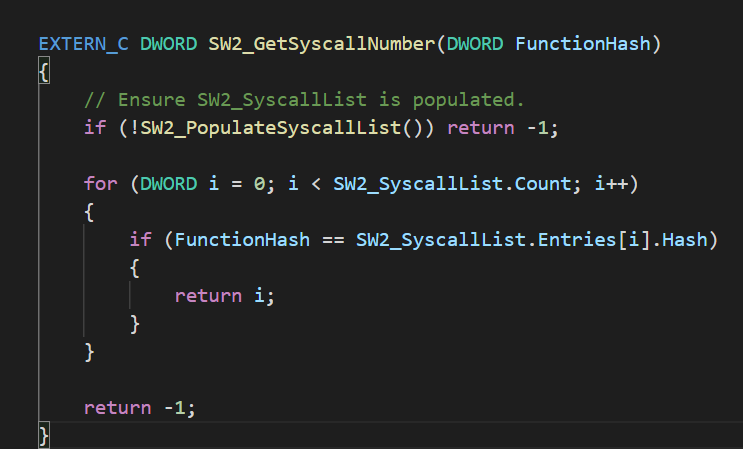 EXTERN_C DWORD SW2_GetSyscallNumber(DWORD FunctionHash)
{
    // Ensure SW2_SyscallList is populated.
    if (!SW2_PopulateSyscallList()) return -1;

    for (DWORD i = 0; i < SW2_SyscallList.Count; i++)
    {
        if (FunctionHash == SW2_SyscallList.Entries[i].Hash)
        {
            return i;
        }
    }

    return -1;
}